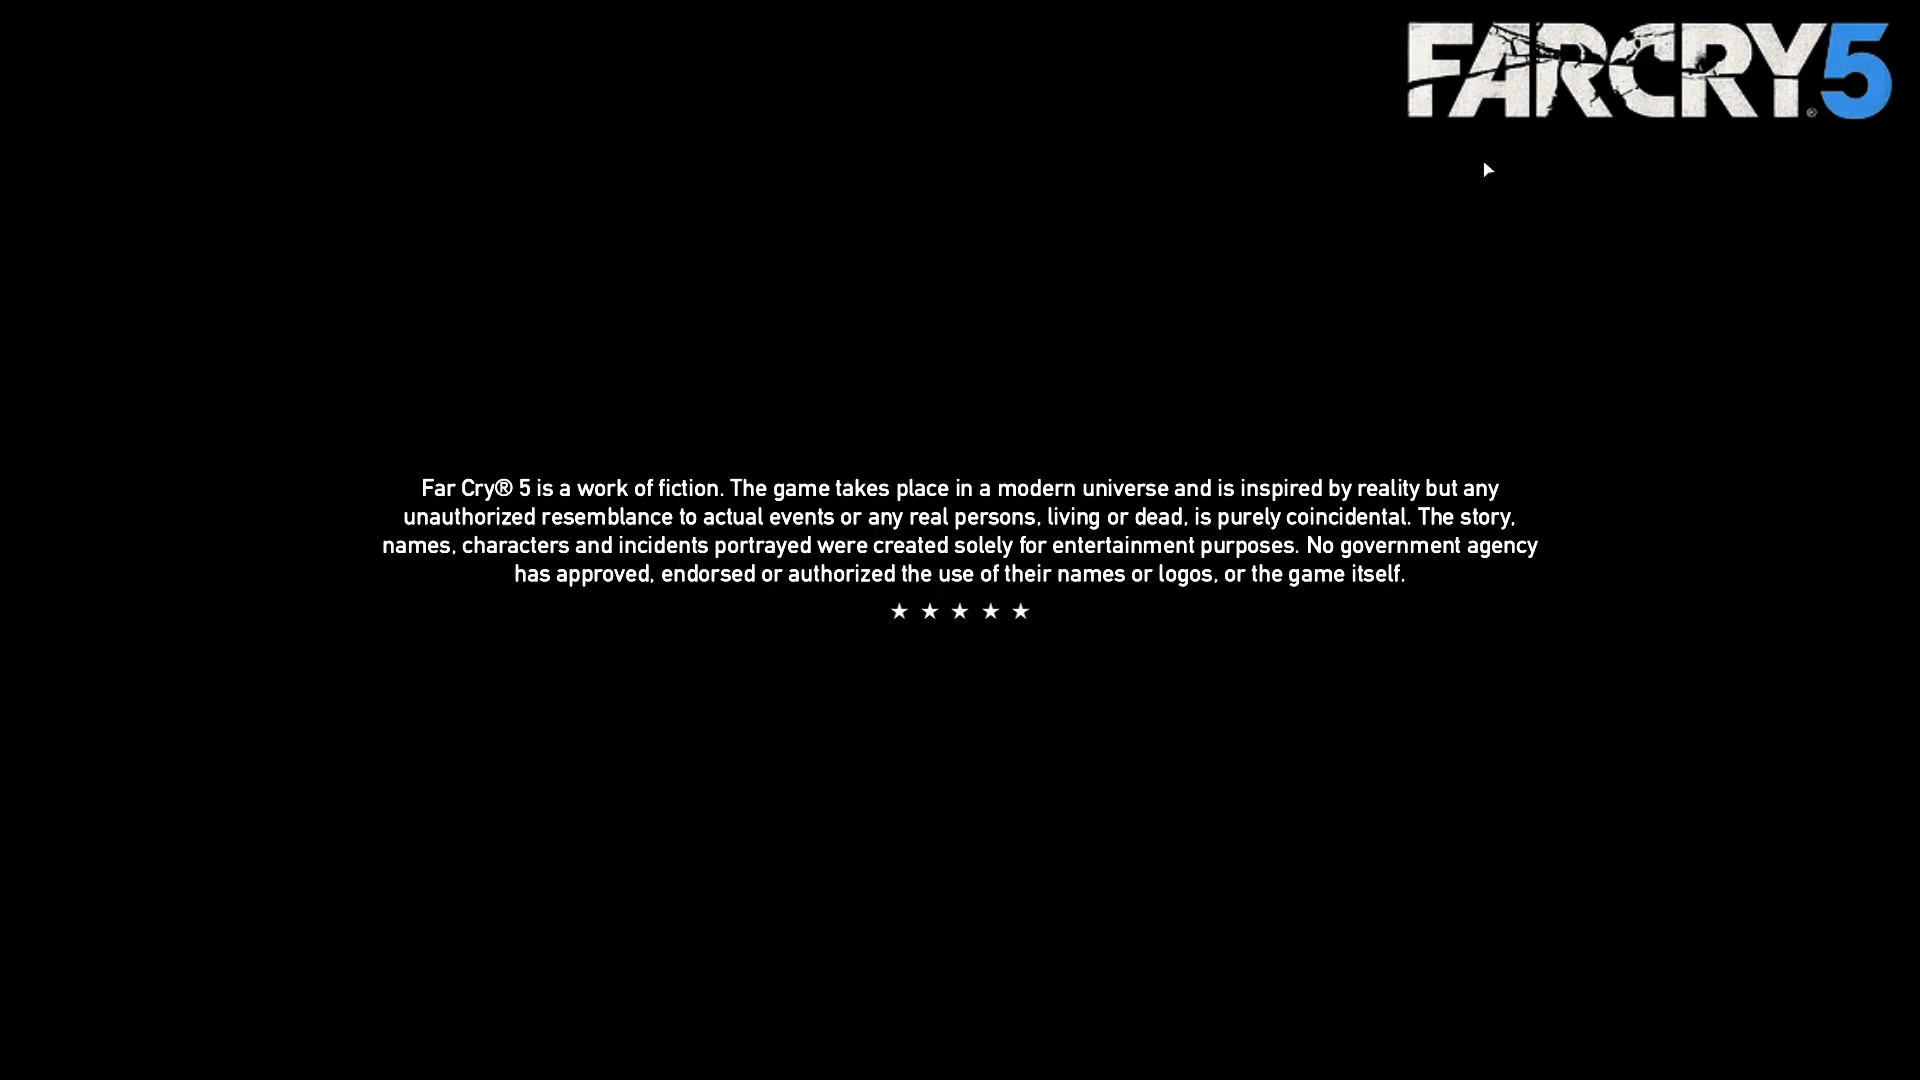 FARCRY®5
Far Cry® 5 is a work of fiction. The game takes place in a modern universe and is inspired by reality but any
unauthorized resemblance to actual events or any real persons, living or dead, is purely coincidental. The story,
names, characters and incidents portrayed were created solely for entertainment purposes. No government agency
has approved, endorsed or authorized the use of their names or logos, or the game itself.
★ ★ ★ ★ ★